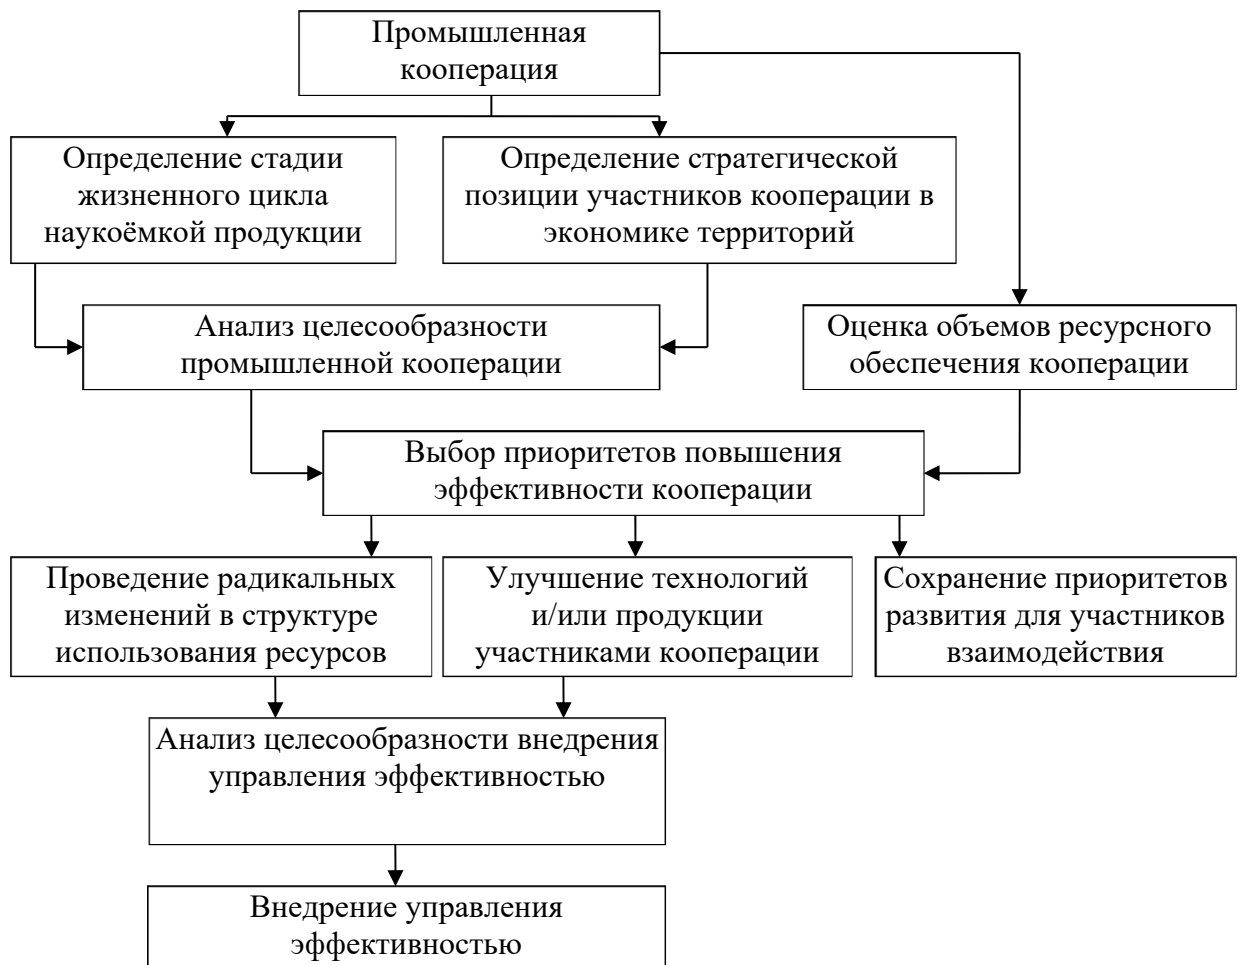 Промышленная
кооперация
Определение стадии
жизненного цикла
наукоёмкой продукции
Определение стратегической
позиции участников кооперации в
экономике территорий
Анализ целесообразности
промышленной кооперации
Оценка объемов ресурсного
обеспечения кооперации
Выбор приоритетов повышения
эффективности кооперации
Проведение радикальных
изменений в структуре
использования ресурсов
Улучшение технологий
и/или продукции
участниками кооперации
Сохранение приоритетов
развития для участников
взаимодействия
Анализ целесообразности внедрения
управления эффективностью
Внедрение управления
эффективностью